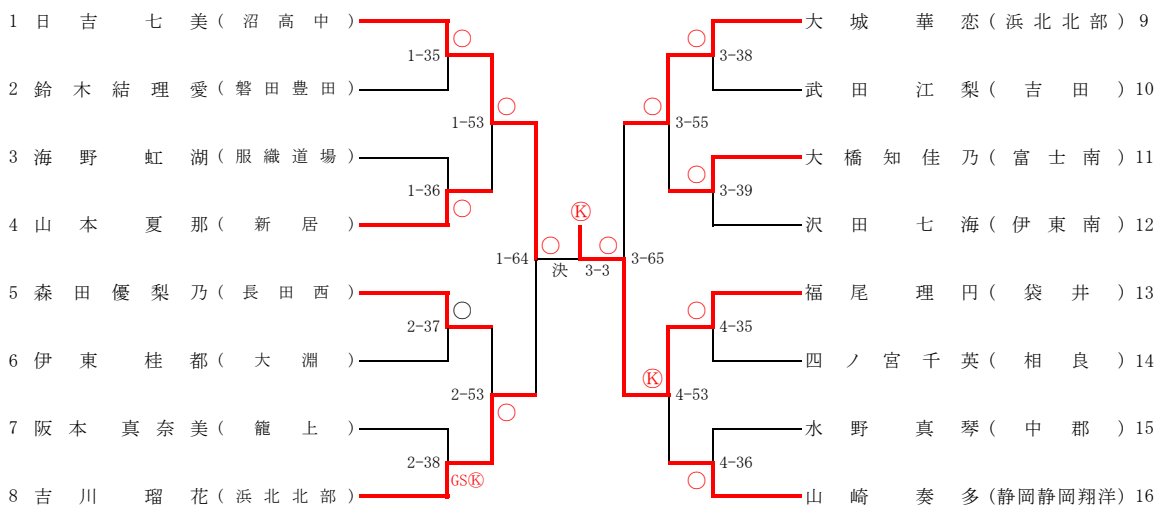 1 日吉七美(沼高中)
2 鈴木結理愛(磐田豊田)
3 海野虹湖(服織道場)
4 山本夏那(新居)
5 森田優梨乃(長田西)
6 伊東桂都(大淵)
7 阪本真奈美(籠上)
8 吉川瑠花(浜北北部)
1-35
1-36
2-37
2-38
GSⓀ
1-53
2-53
1-64
Ⓚ
決 3-3
3-65
3-55
Ⓚ
4-53
3-38
3-39
4-35
4-36
大城華恋(浜北北部) 9
武田江梨(吉田) 10
大橋知佳乃(富士南) 11
沢田七海(伊東南) 12
福尾理円(袋井) 13
四ノ宮千英(相良) 14
水野真琴(中郡) 15
山崎奏多(静岡静岡翔洋) 16